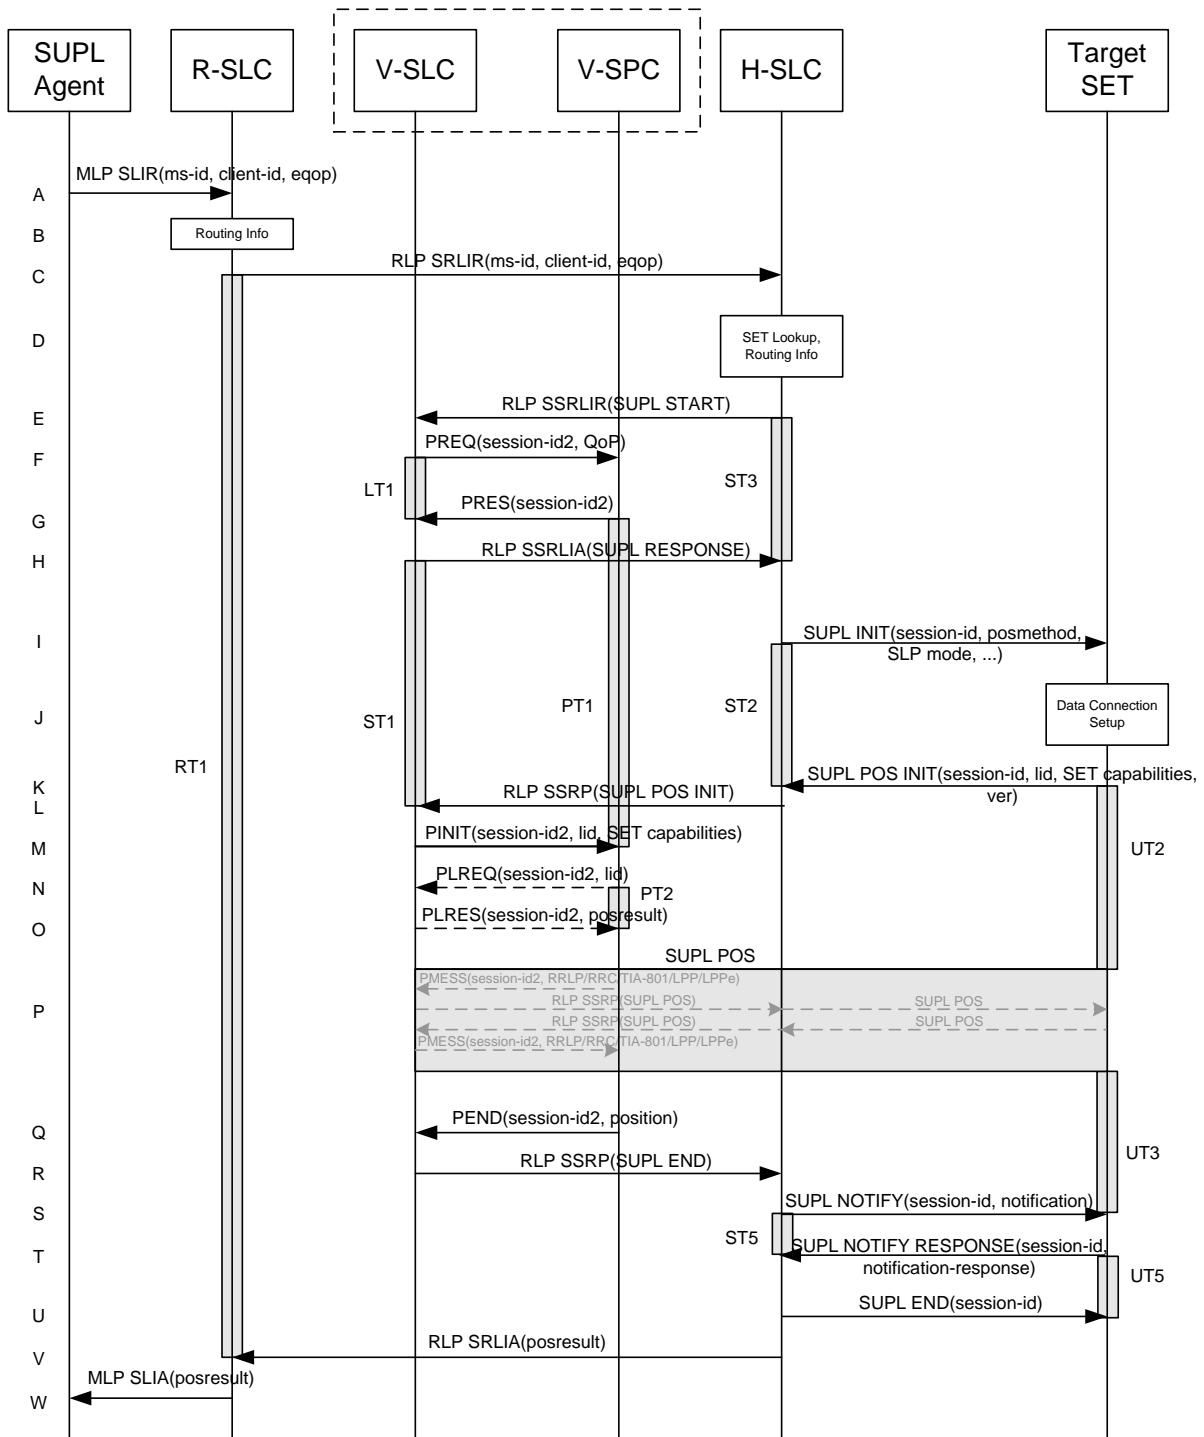 SUPL
Agent
R-SLC
V-SLC
V-SPC
H-SLC
Target
SET
A
MLP SLIR(ms-id, client-id, eqop)
B
Routing Info
C
RLP SRLIR(ms-id, client-id, eqop)
D
SET Lookup,
Routing Info
E
RLP SSRLIR(SUPL START)
F
PREQ(session-id2, QoP)
LT1
ST3
G
PRES(session-id2)
H
RLP SSRLIA(SUPL RESPONSE)
I
SUPL INIT(session-id, posmethod,
SLP mode, ...)
J
ST1
PT1
ST2
Data Connection
Setup
RT1
K
SUPL POS INIT(session-id, lid, SET capabilities,
ver)
L
RLP SSRP(SUPL POS INIT)
M
PINIT(session-id2, lid, SET capabilities)
UT2
N
PLREQ(session-id2, lid)
PT2
O
PLRES(session-id2, posresult)
SUPL POS
PMESS(session-id2, RRLP/RRC/TIA-801/LPP/LPPe)
P
RLP SSRP(SUPL POS)
SUPL POS
RLP SSRP(SUPL POS)
SUPL POS
PMESS(session-id2, RRLP/RRC/TIA-801/LPP/LPPe)
Q
PEND(session-id2, position)
R
RLP SSRP(SUPL END)
UT3
S
SUPL NOTIFY(session-id, notification)
ST5
T
SUPL NOTIFY RESPONSE(session-id,
notification-response)
UT5
U
SUPL END(session-id)
V
RLP SRLIA(posresult)
W
MLP SLIA(posresult)